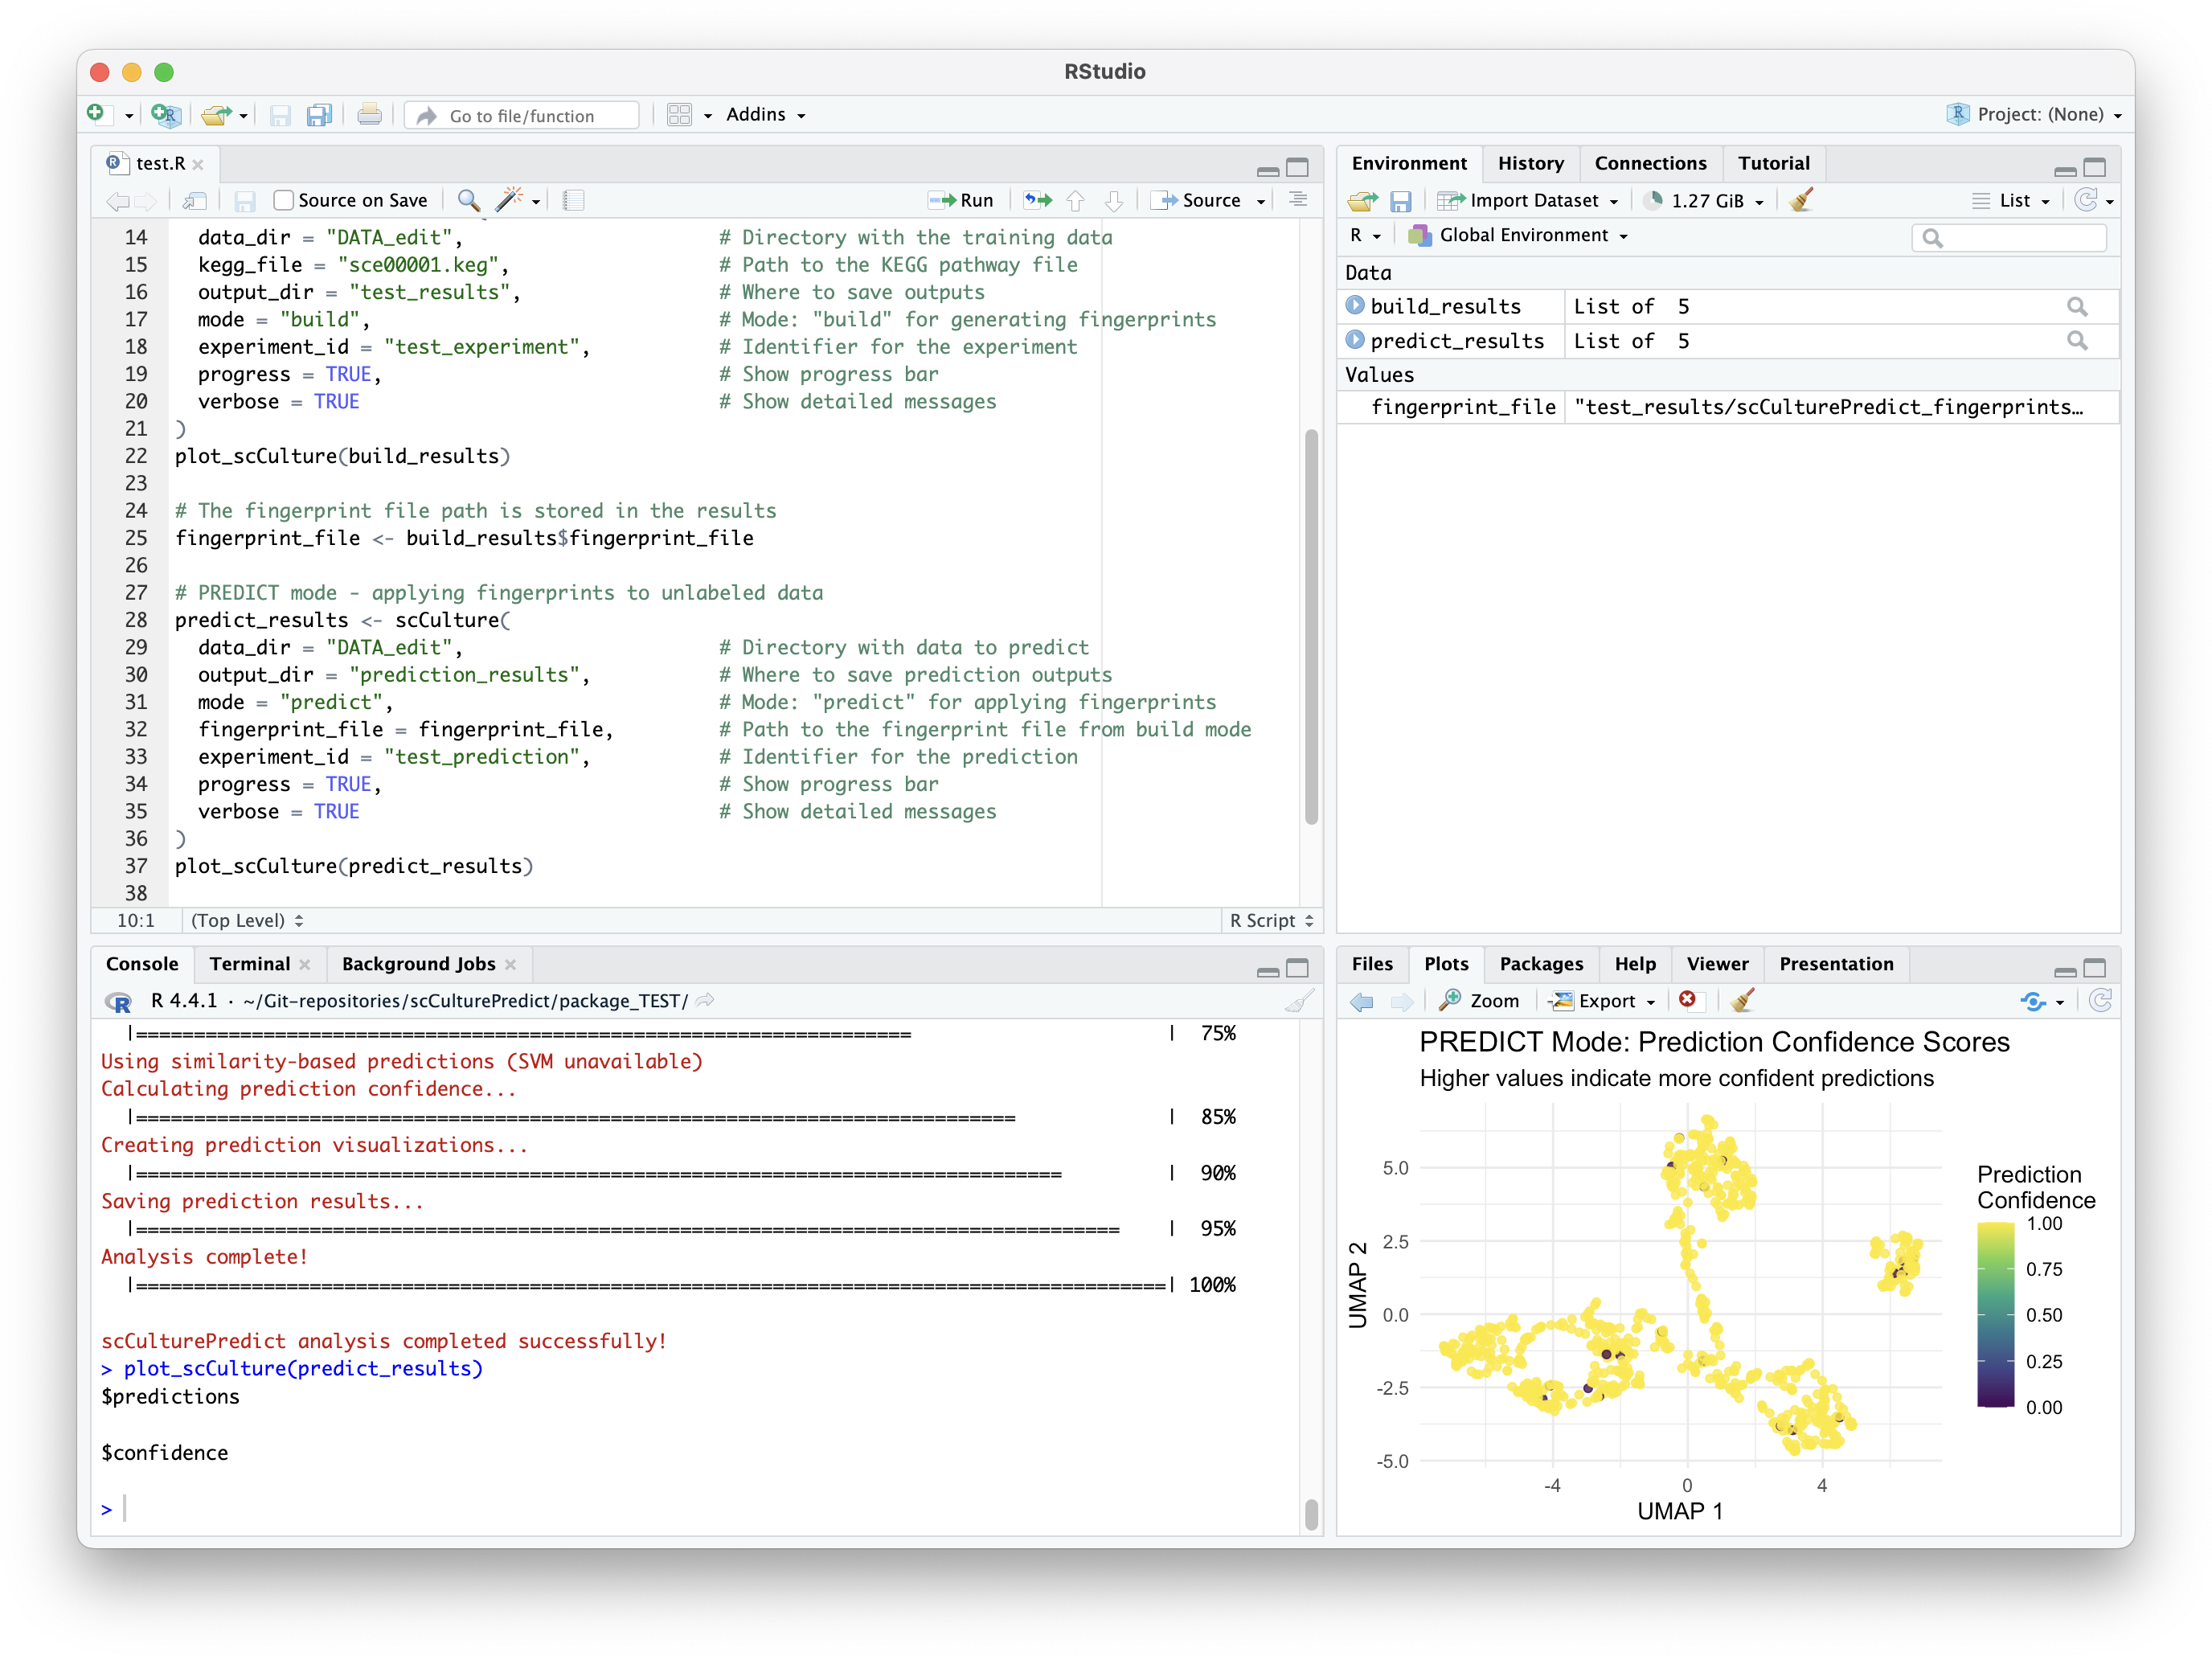 RStudio
Go to file/function
Addins
Project: (None)
test.R
Source on Save
Run
Source
14 data_dir = "DATA_edit", # Directory with the training data
15 kegg_file = "sce00001.keg", # Path to the KEGG pathway file
16 output_dir = "test_results", # Where to save outputs
17 mode = "build", # Mode: "build" for generating fingerprints
18 experiment_id = "test_experiment", # Identifier for the experiment
19 progress = TRUE, # Show progress bar
20 verbose = TRUE # Show detailed messages
21 )
22 plot_scCulture(build_results)
23
24 # The fingerprint file path is stored in the results
25 fingerprint_file <- build_results$fingerprint_file
26
27 # PREDICT mode - applying fingerprints to unlabeled data
28 predict_results <- scCulture(
29 data_dir = "DATA_edit", # Directory with data to predict
30 output_dir = "prediction_results", # Where to save prediction outputs
31 mode = "predict", # Mode: "predict" for applying fingerprints
32 fingerprint_file = fingerprint_file, # Path to the fingerprint file from build mode
33 experiment_id = "test_prediction", # Identifier for the prediction
34 progress = TRUE, # Show progress bar
35 verbose = TRUE # Show detailed messages
36 )
37 plot_scCulture(predict_results)
38
10:1 (Top Level) R Script
Environment History Connections Tutorial
Import Dataset 1.27 GiB List
R Global Environment
Data
build_results List of 5
predict_results List of 5
Values
fingerprint_file "test_results/scCulturePredict_fingerprints…
Console Terminal Background Jobs
R 4.4.1 · ~/Git-repositories/scCulturePredict/package_TEST/
|===================================================================                      | 75%
Using similarity-based predictions (SVM unavailable)
Calculating prediction confidence...
|============================================================================             | 85%
Creating prediction visualizations...
|================================================================================         | 90%
Saving prediction results...
|=====================================================================================    | 95%
Analysis complete!
|=========================================================================================| 100%
scCulturePredict analysis completed successfully!
> plot_scCulture(predict_results)
$predictions
$confidence
>
Files Plots Packages Help Viewer Presentation
Zoom Export
PREDICT Mode: Prediction Confidence Scores
Higher values indicate more confident predictions
5.0
2.5
0.0
-2.5
-5.0
UMAP 2
-4 0 4
UMAP 1
Prediction
Confidence
1.00
0.75
0.50
0.25
0.00